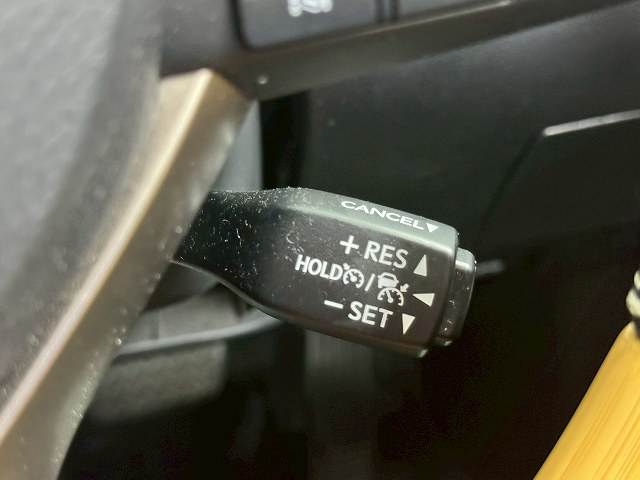 CANCEL
+ RES
HOLD /
− SET